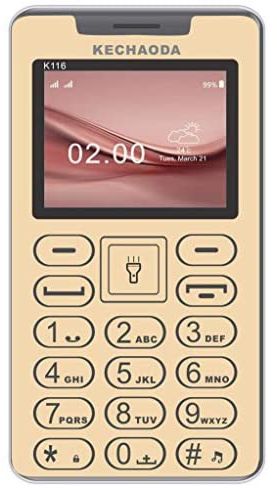 KECHAODA
K116
99%
02.00
24 C
Tues, March 21
1
2 ABC
3 DEF
4 GHI
5 JKL
6 MNO
7 PQRS
8 TUV
9 WXYZ
* 0 #